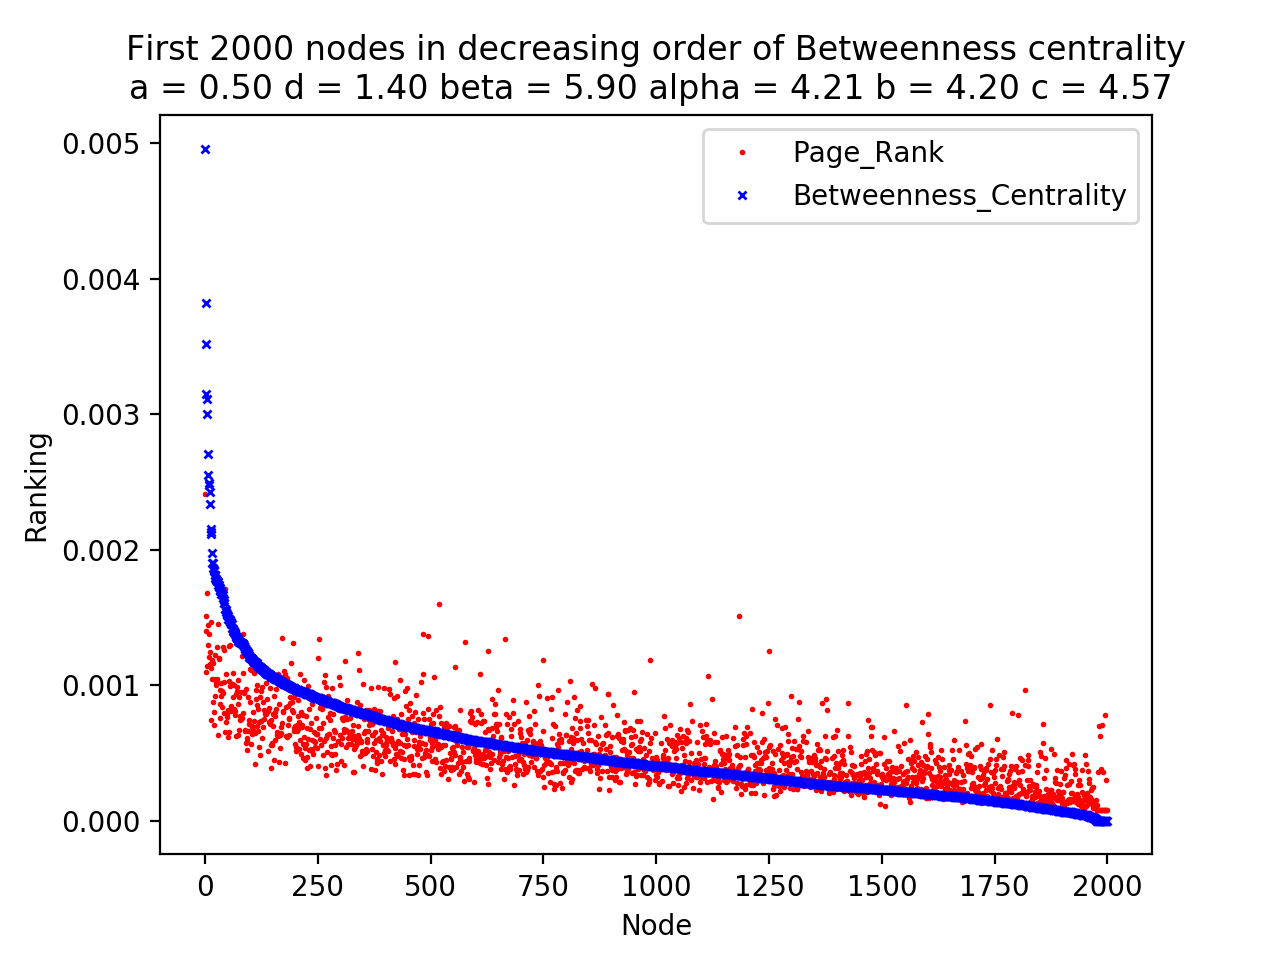 First 2000 nodes in decreasing order of Betweenness centrality
a = 0.50 d = 1.40 beta = 5.90 alpha = 4.21 b = 4.20 c = 4.57
Page_Rank
Betweenness_Centrality
0.005
0.004
0.003
0.002
0.001
0.000
Ranking
0 250 500 750 1000 1250 1500 1750 2000
Node